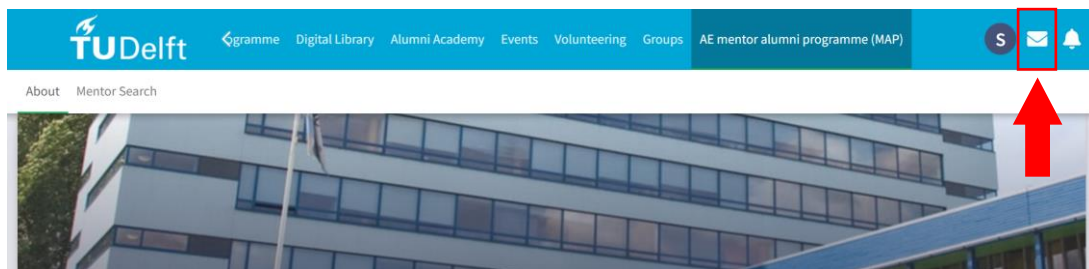 TUDelft
ogramme Digital Library Alumni Academy Events Volunteering Groups AE mentor alumni programme (MAP) S
About Mentor Search